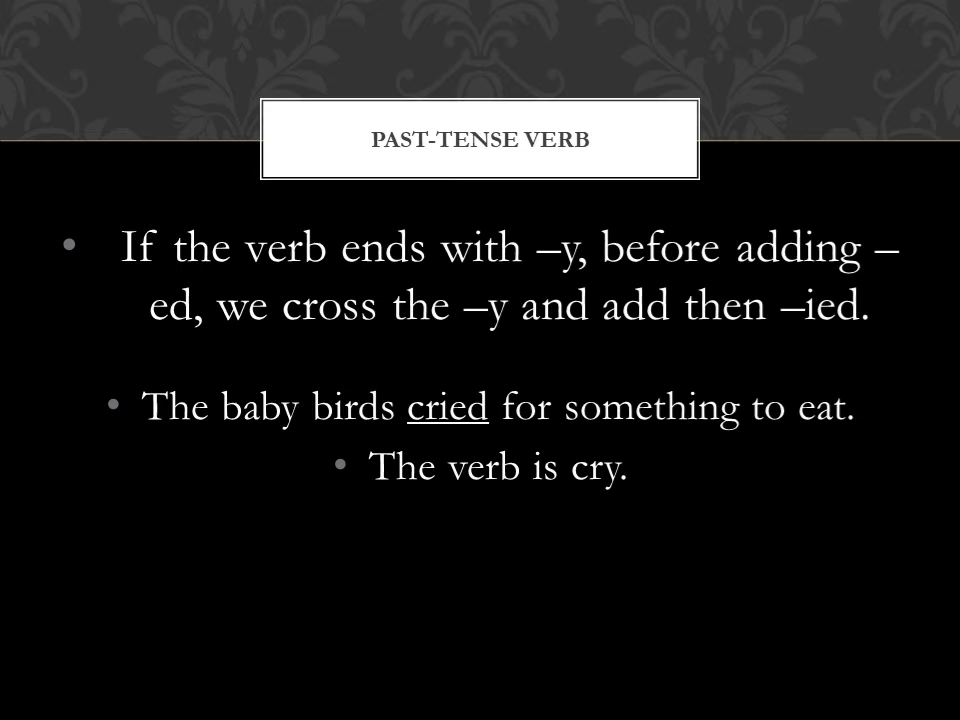 PAST-TENSE VERB
• If the verb ends with –y, before adding –
ed, we cross the –y and add then –ied.
• The baby birds cried for something to eat.
• The verb is cry.